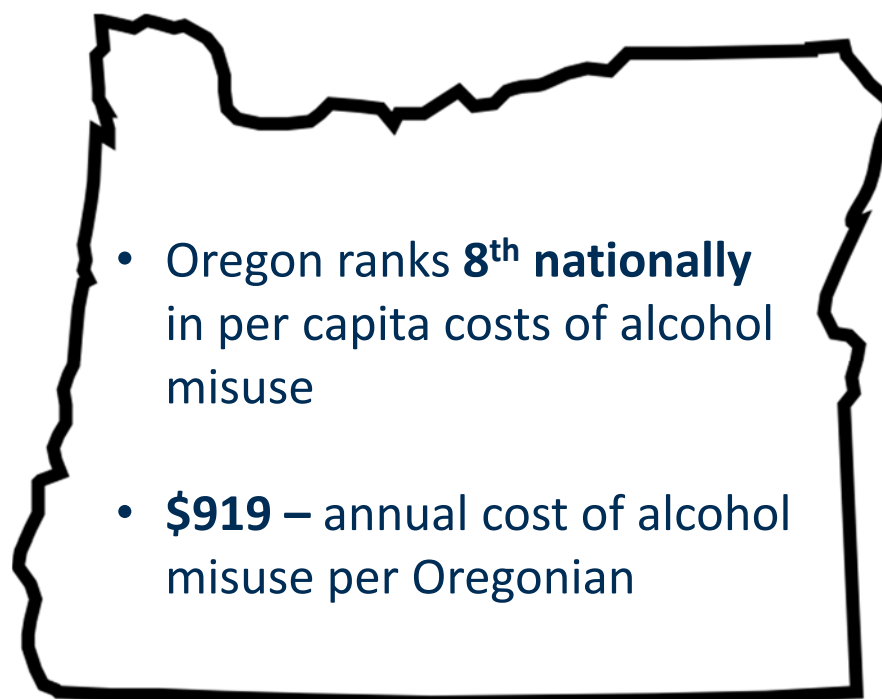 • Oregon ranks 8th nationally
in per capita costs of alcohol
misuse
• $919 – annual cost of alcohol
misuse per Oregonian